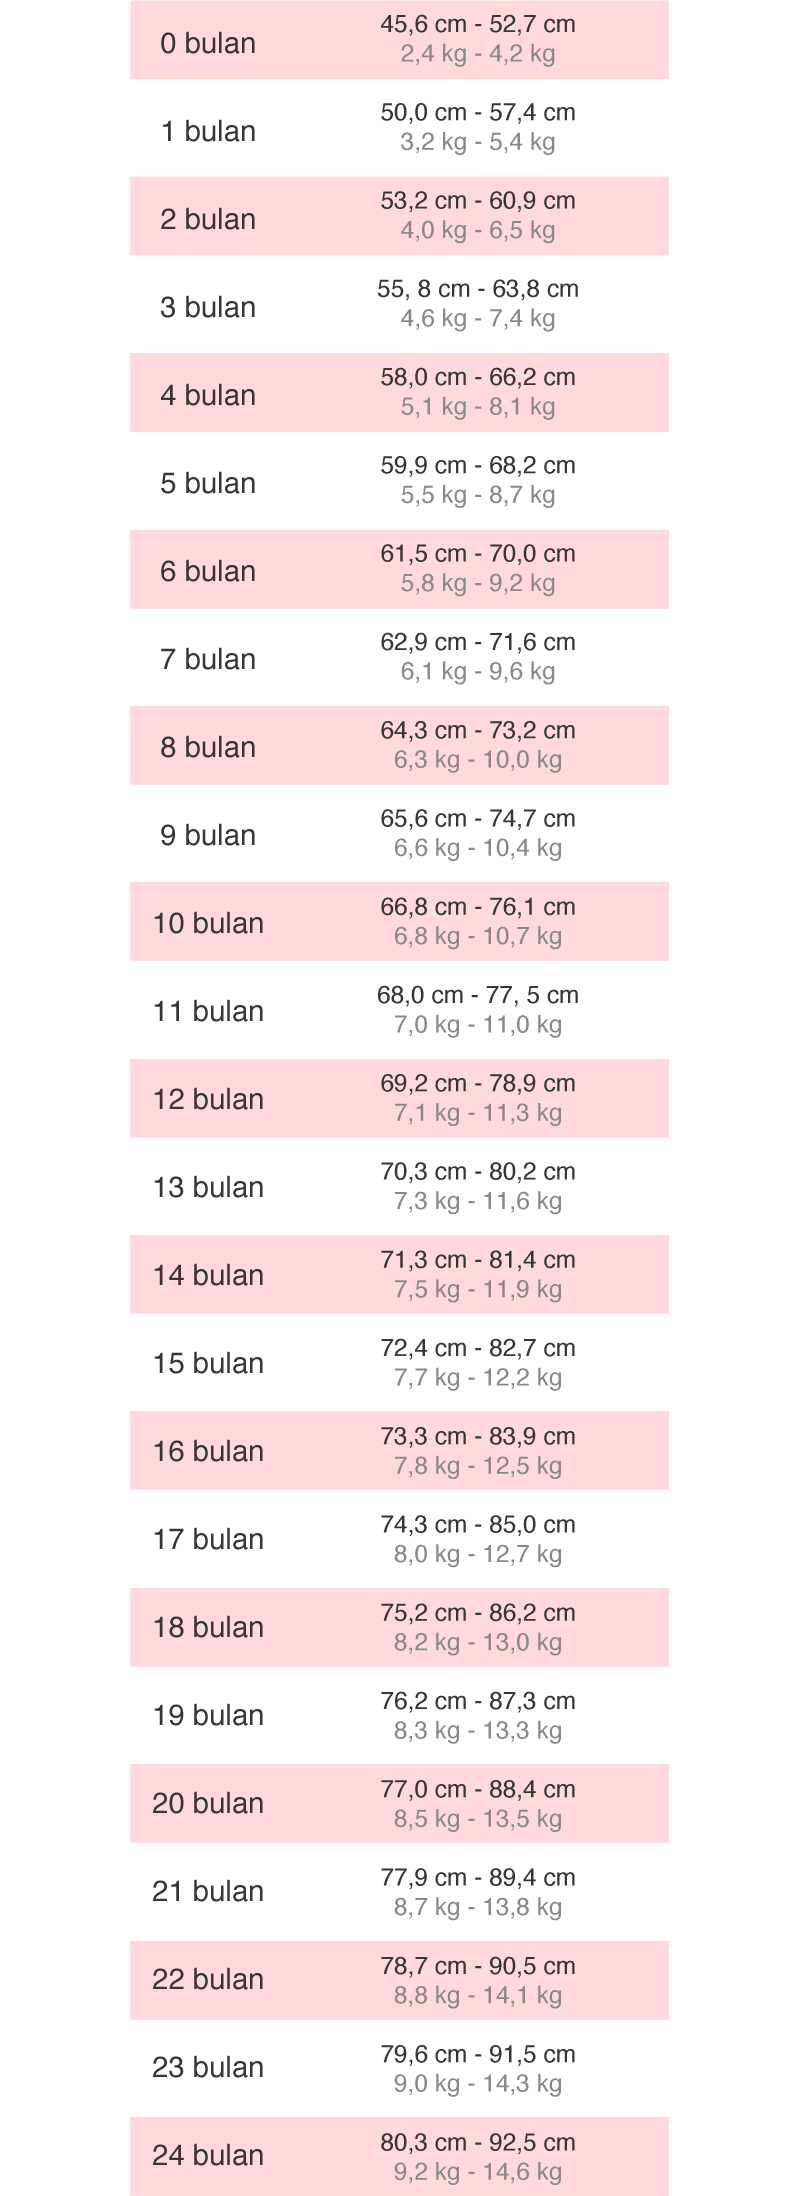 0 bulan
45,6 cm - 52,7 cm
2,4 kg - 4,2 kg
1 bulan
50,0 cm - 57,4 cm
3,2 kg - 5,4 kg
2 bulan
53,2 cm - 60,9 cm
4,0 kg - 6,5 kg
3 bulan
55, 8 cm - 63,8 cm
4,6 kg - 7,4 kg
4 bulan
58,0 cm - 66,2 cm
5,1 kg - 8,1 kg
5 bulan
59,9 cm - 68,2 cm
5,5 kg - 8,7 kg
6 bulan
61,5 cm - 70,0 cm
5,8 kg - 9,2 kg
7 bulan
62,9 cm - 71,6 cm
6,1 kg - 9,6 kg
8 bulan
64,3 cm - 73,2 cm
6,3 kg - 10,0 kg
9 bulan
65,6 cm - 74,7 cm
6,6 kg - 10,4 kg
10 bulan
66,8 cm - 76,1 cm
6,8 kg - 10,7 kg
11 bulan
68,0 cm - 77, 5 cm
7,0 kg - 11,0 kg
12 bulan
69,2 cm - 78,9 cm
7,1 kg - 11,3 kg
13 bulan
70,3 cm - 80,2 cm
7,3 kg - 11,6 kg
14 bulan
71,3 cm - 81,4 cm
7,5 kg - 11,9 kg
15 bulan
72,4 cm - 82,7 cm
7,7 kg - 12,2 kg
16 bulan
73,3 cm - 83,9 cm
7,8 kg - 12,5 kg
17 bulan
74,3 cm - 85,0 cm
8,0 kg - 12,7 kg
18 bulan
75,2 cm - 86,2 cm
8,2 kg - 13,0 kg
19 bulan
76,2 cm - 87,3 cm
8,3 kg - 13,3 kg
20 bulan
77,0 cm - 88,4 cm
8,5 kg - 13,5 kg
21 bulan
77,9 cm - 89,4 cm
8,7 kg - 13,8 kg
22 bulan
78,7 cm - 90,5 cm
8,8 kg - 14,1 kg
23 bulan
79,6 cm - 91,5 cm
9,0 kg - 14,3 kg
24 bulan
80,3 cm - 92,5 cm
9,2 kg - 14,6 kg